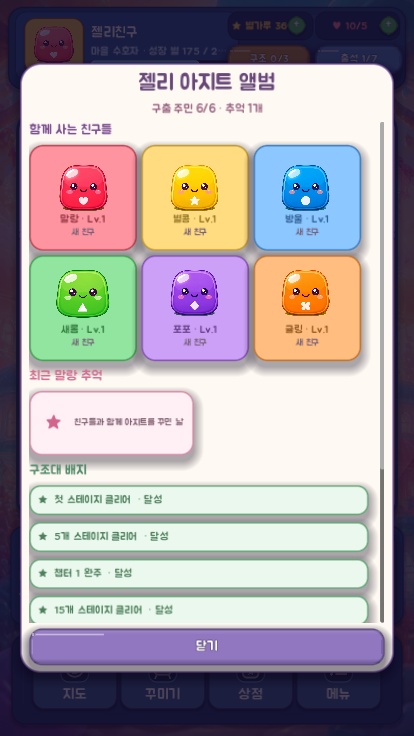 젤리친구
★ 별가루 36 +
♥ 10/5 +
마을 수호자 · 성장 별 175 / 2
구조 0/3
출석 1/7
젤리 아지트 앨범
구출 주민 6/6 · 추억 1개
함께 사는 친구들
말랑 · Lv.1
새 친구
별콩 · Lv.1
새 친구
방울 · Lv.1
새 친구
새롬 · Lv.1
새 친구
포포 · Lv.1
새 친구
귤링 · Lv.1
새 친구
최근 말랑 추억
★ 친구들과 함께 아지트를 꾸민 날
구조대 배지
★ 첫 스테이지 클리어 · 달성
★ 5개 스테이지 클리어 · 달성
★ 챕터 1 완주 · 달성
★ 15개 스테이지 클리어 · 달성
닫기
지도
꾸미기
상점
메뉴